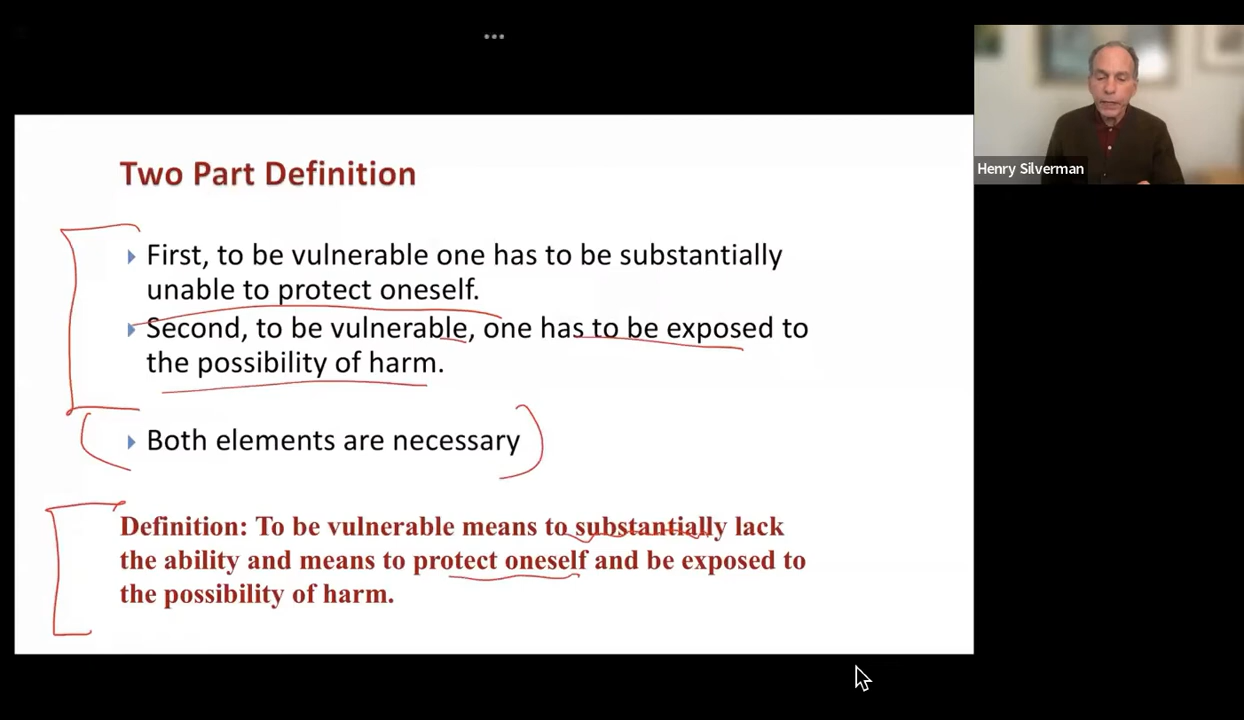 Two Part Definition
First, to be vulnerable one has to be substantially
unable to protect oneself.
Second, to be vulnerable, one has to be exposed to
the possibility of harm.
Both elements are necessary
Definition: To be vulnerable means to substantially lack
the ability and means to protect oneself and be exposed to
the possibility of harm.
Henry Silverman